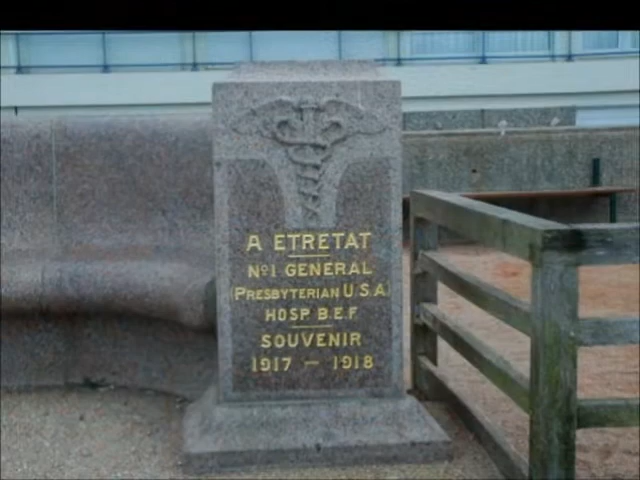 A ETRETAT
No1 GENERAL
(PRESBYTERIAN U.S.A)
HOSP. B.E.F.
SOUVENIR
1917 — 1918